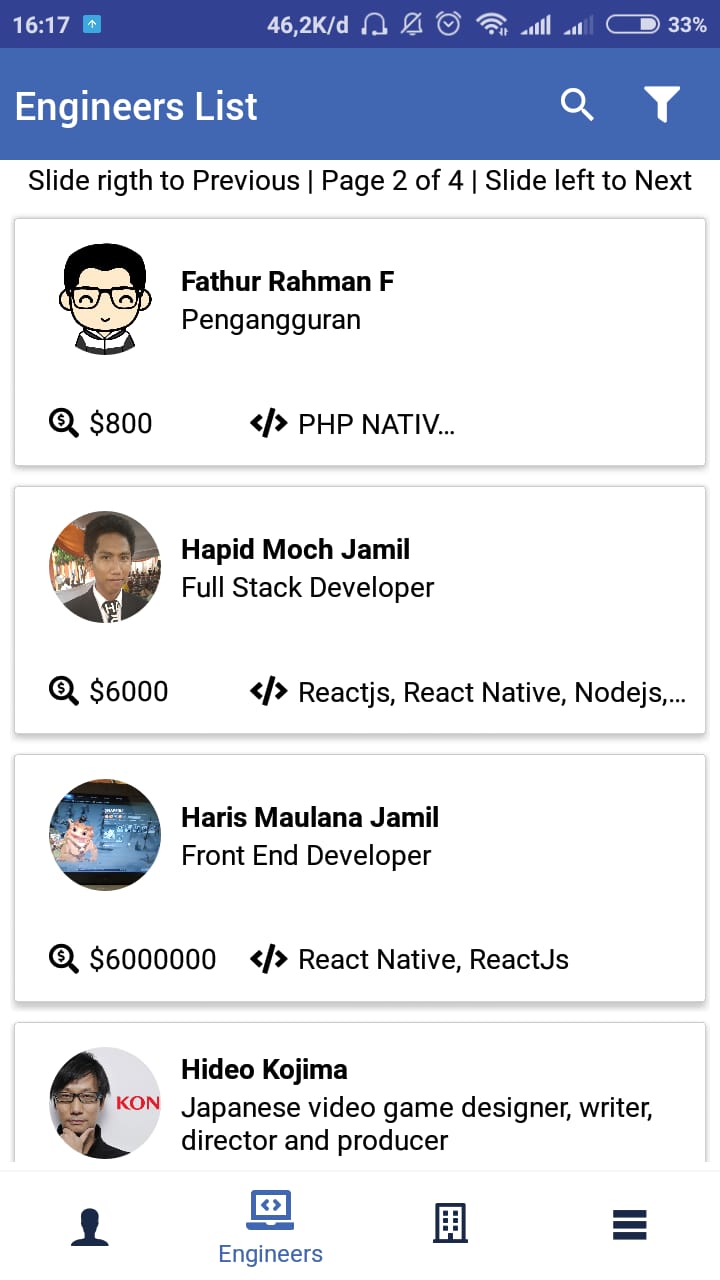 16:17 46,2K/d 33%
Engineers List
Slide rigth to Previous | Page 2 of 4 | Slide left to Next
Fathur Rahman F
Pengangguran
$800 </> PHP NATIV...
Hapid Moch Jamil
Full Stack Developer
$6000 </> Reactjs, React Native, Nodejs,...
Haris Maulana Jamil
Front End Developer
$6000000 </> React Native, ReactJs
Hideo Kojima
KON
Japanese video game designer, writer,
director and producer
Engineers